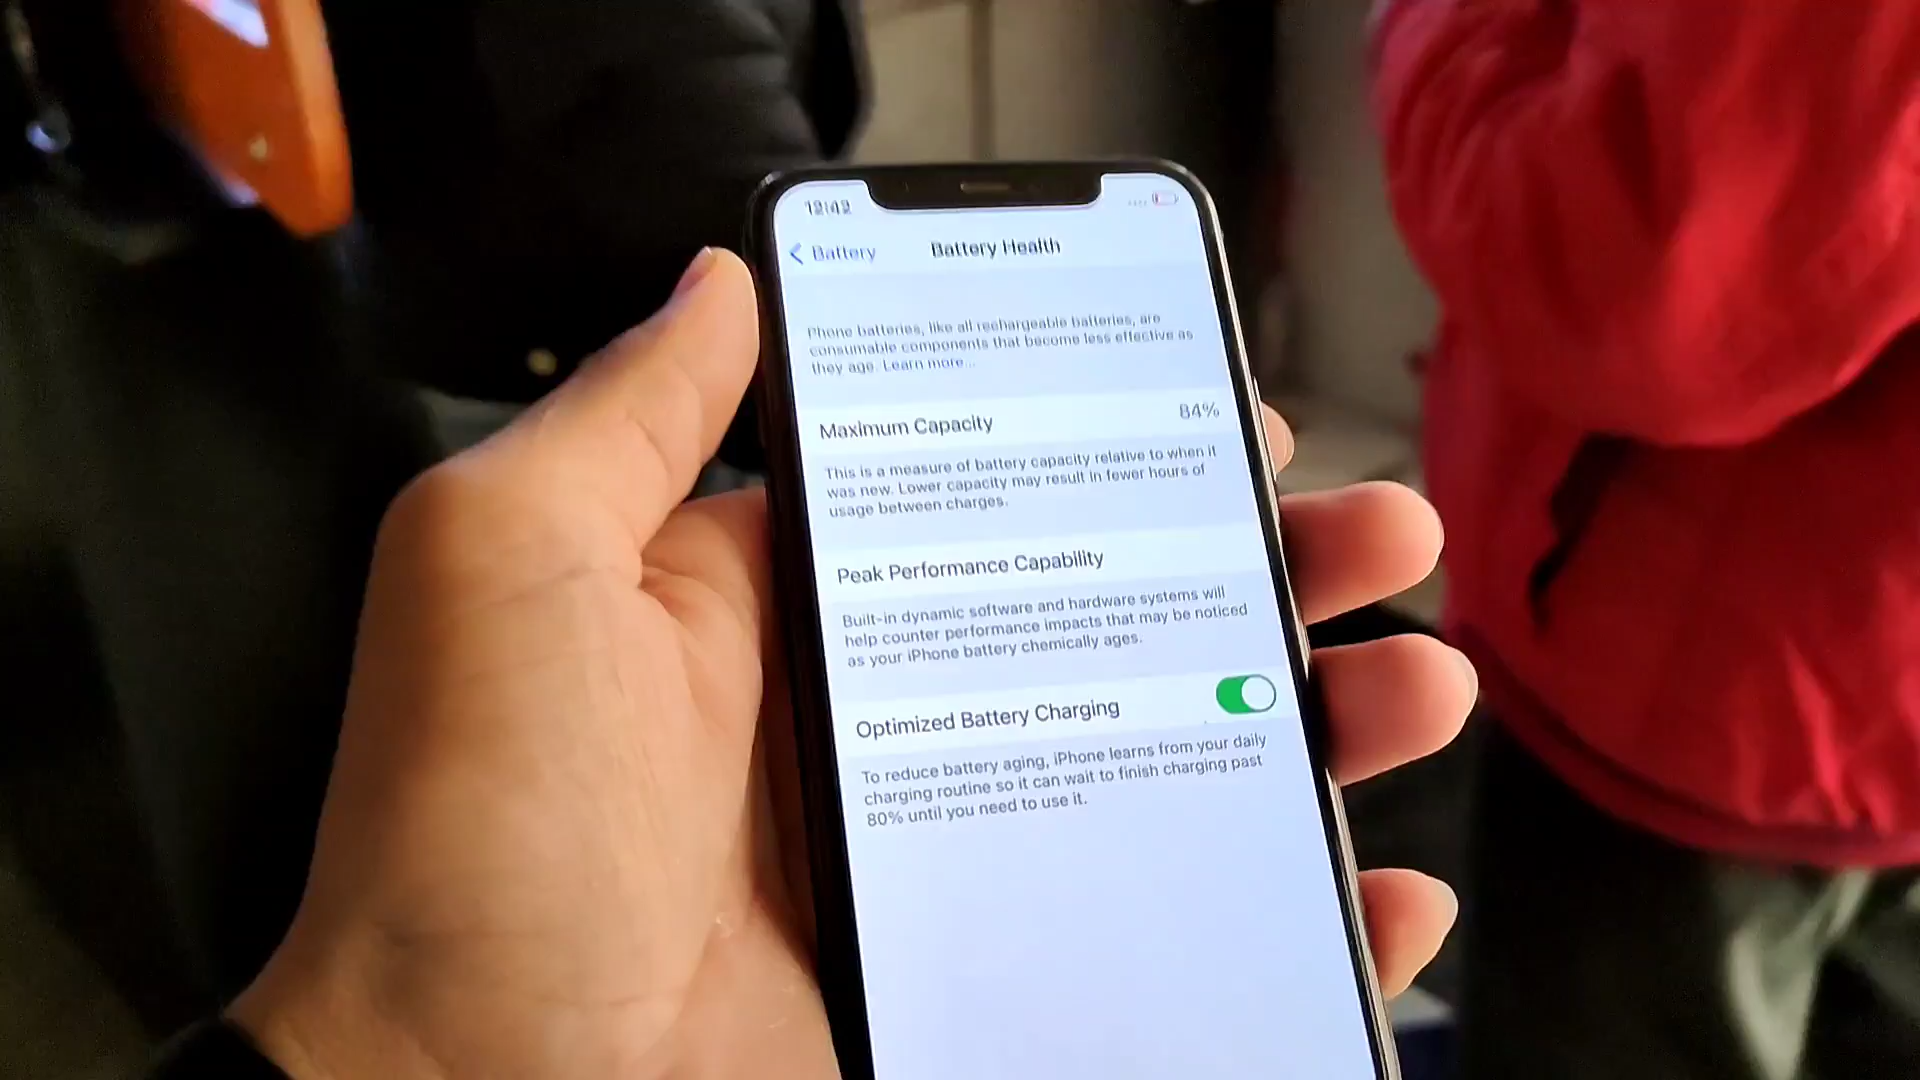 12:42
Battery
Battery Health
Phone batteries, like all rechargeable batteries, are
consumable components that become less effective as
they age. Learn more...
Maximum Capacity 84%
This is a measure of battery capacity relative to when it
was new. Lower capacity may result in fewer hours of
usage between charges.
Peak Performance Capability
Built-in dynamic software and hardware systems will
help counter performance impacts that may be noticed
as your iPhone battery chemically ages.
Optimized Battery Charging
To reduce battery aging, iPhone learns from your daily
charging routine so it can wait to finish charging past
80% until you need to use it.